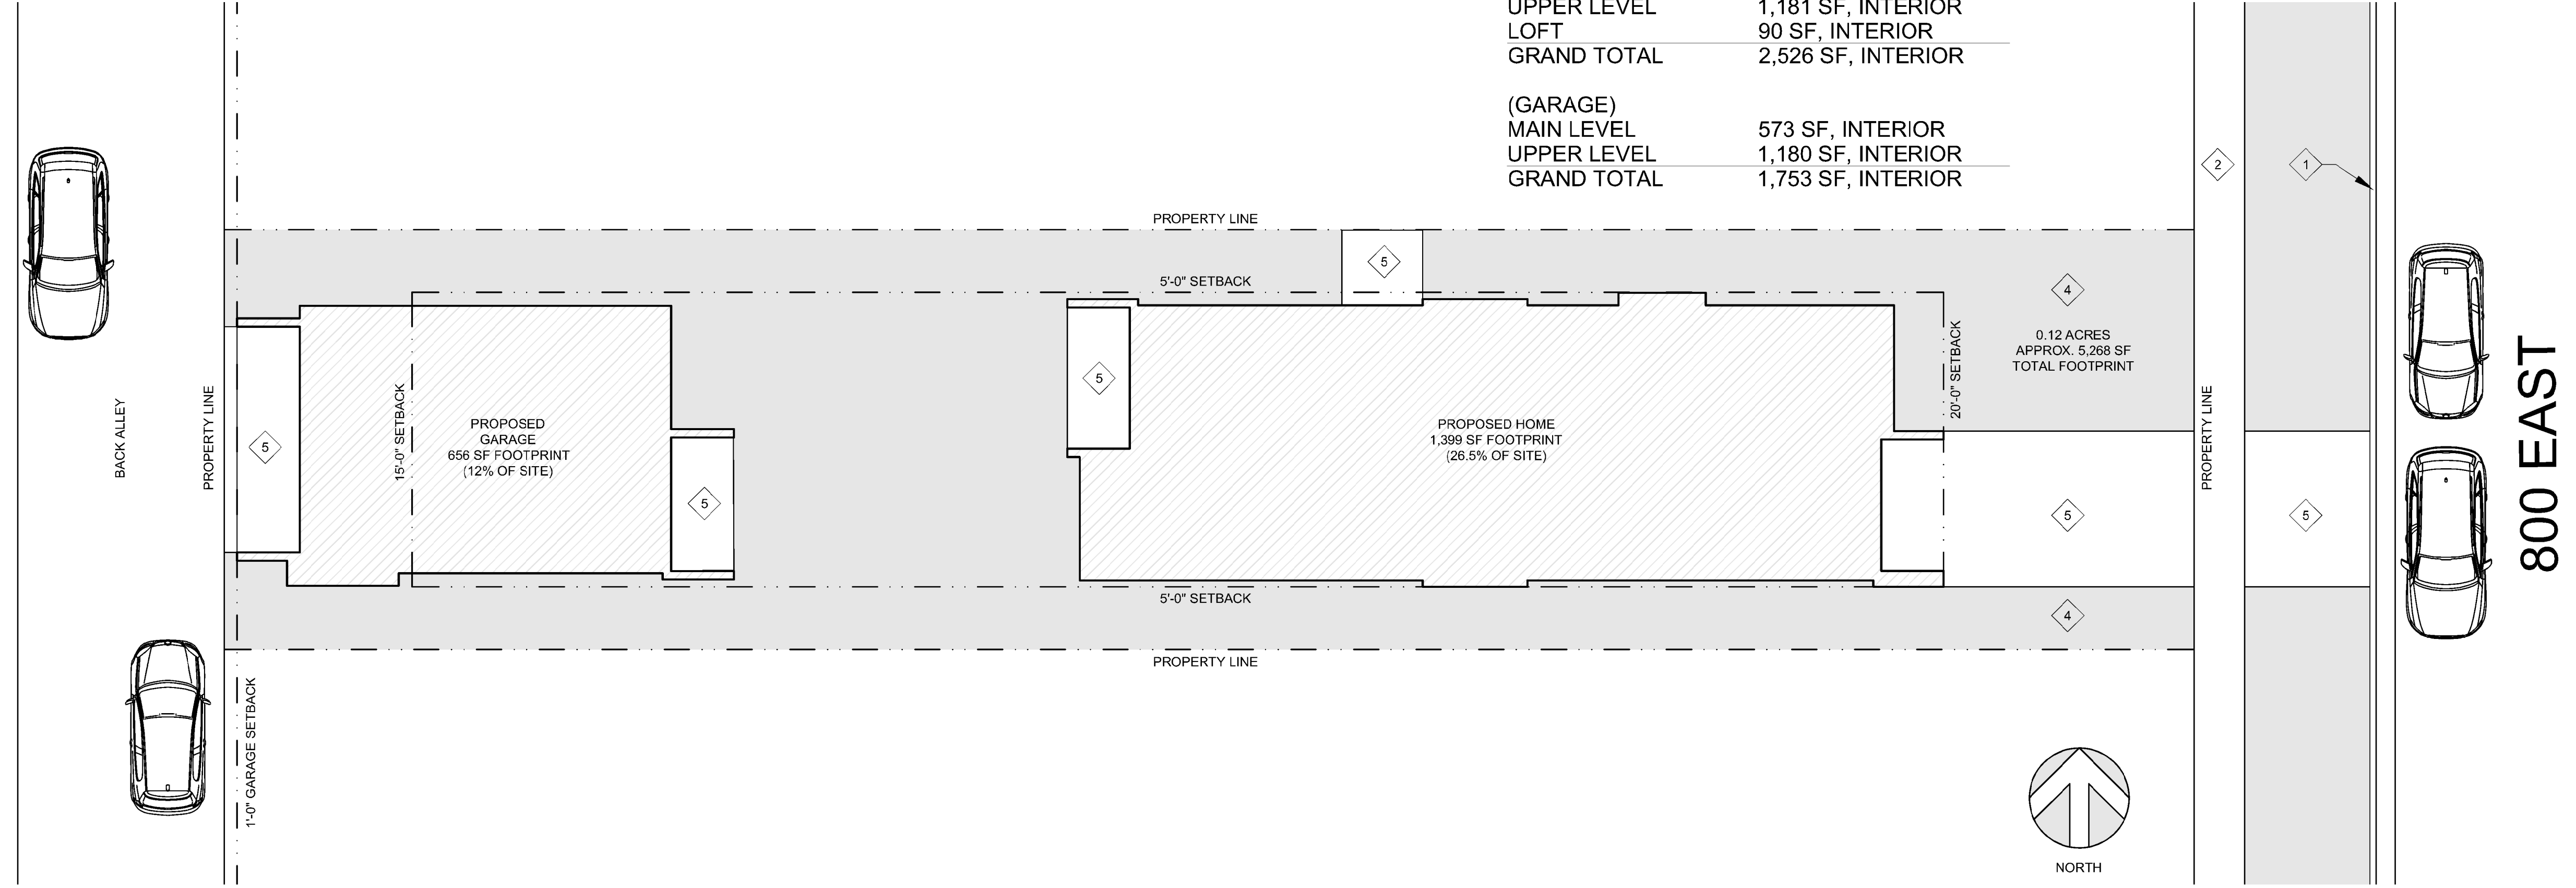 UPPER LEVEL 1,181 SF, INTERIOR
LOFT 90 SF, INTERIOR
GRAND TOTAL 2,526 SF, INTERIOR
(GARAGE)
MAIN LEVEL 573 SF, INTERIOR
UPPER LEVEL 1,180 SF, INTERIOR
GRAND TOTAL 1,753 SF, INTERIOR
2
1
PROPERTY LINE
5
5'-0" SETBACK
4
0.12 ACRES
APPROX. 5,268 SF
TOTAL FOOTPRINT
20'-0" SETBACK
BACK ALLEY
PROPERTY LINE
5
15'-0" SETBACK
PROPOSED
GARAGE
656 SF FOOTPRINT
(12% OF SITE)
5
5
PROPOSED HOME
1,399 SF FOOTPRINT
(26.5% OF SITE)
5
PROPERTY LINE
5
800 EAST
5'-0" SETBACK
4
PROPERTY LINE
1'-0" GARAGE SETBACK
NORTH